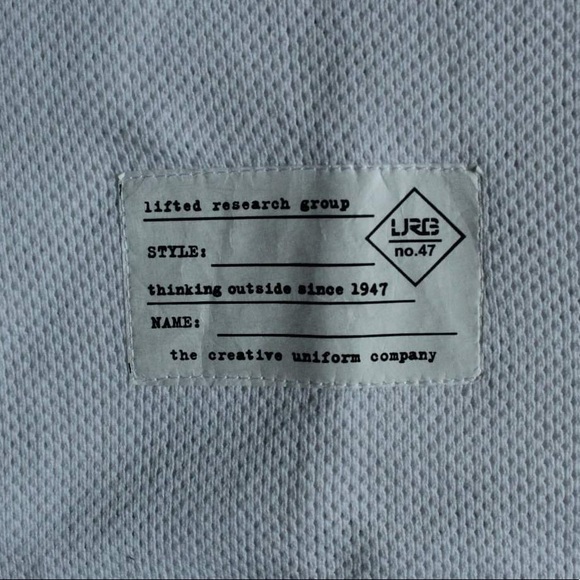 lifted research group
LRG
no.47
STYLE:
thinking outside since 1947
NAME:
the creative uniform company